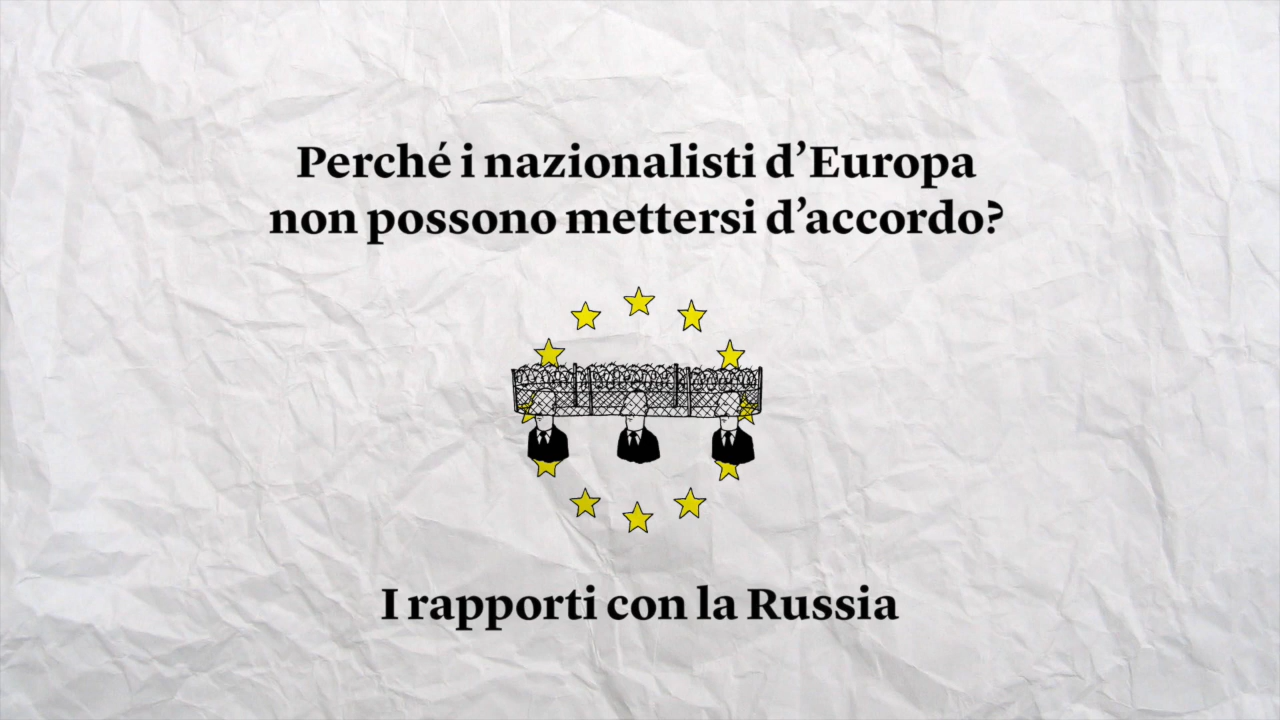 Perché i nazionalisti d’Europa
non possono mettersi d’accordo?
I rapporti con la Russia